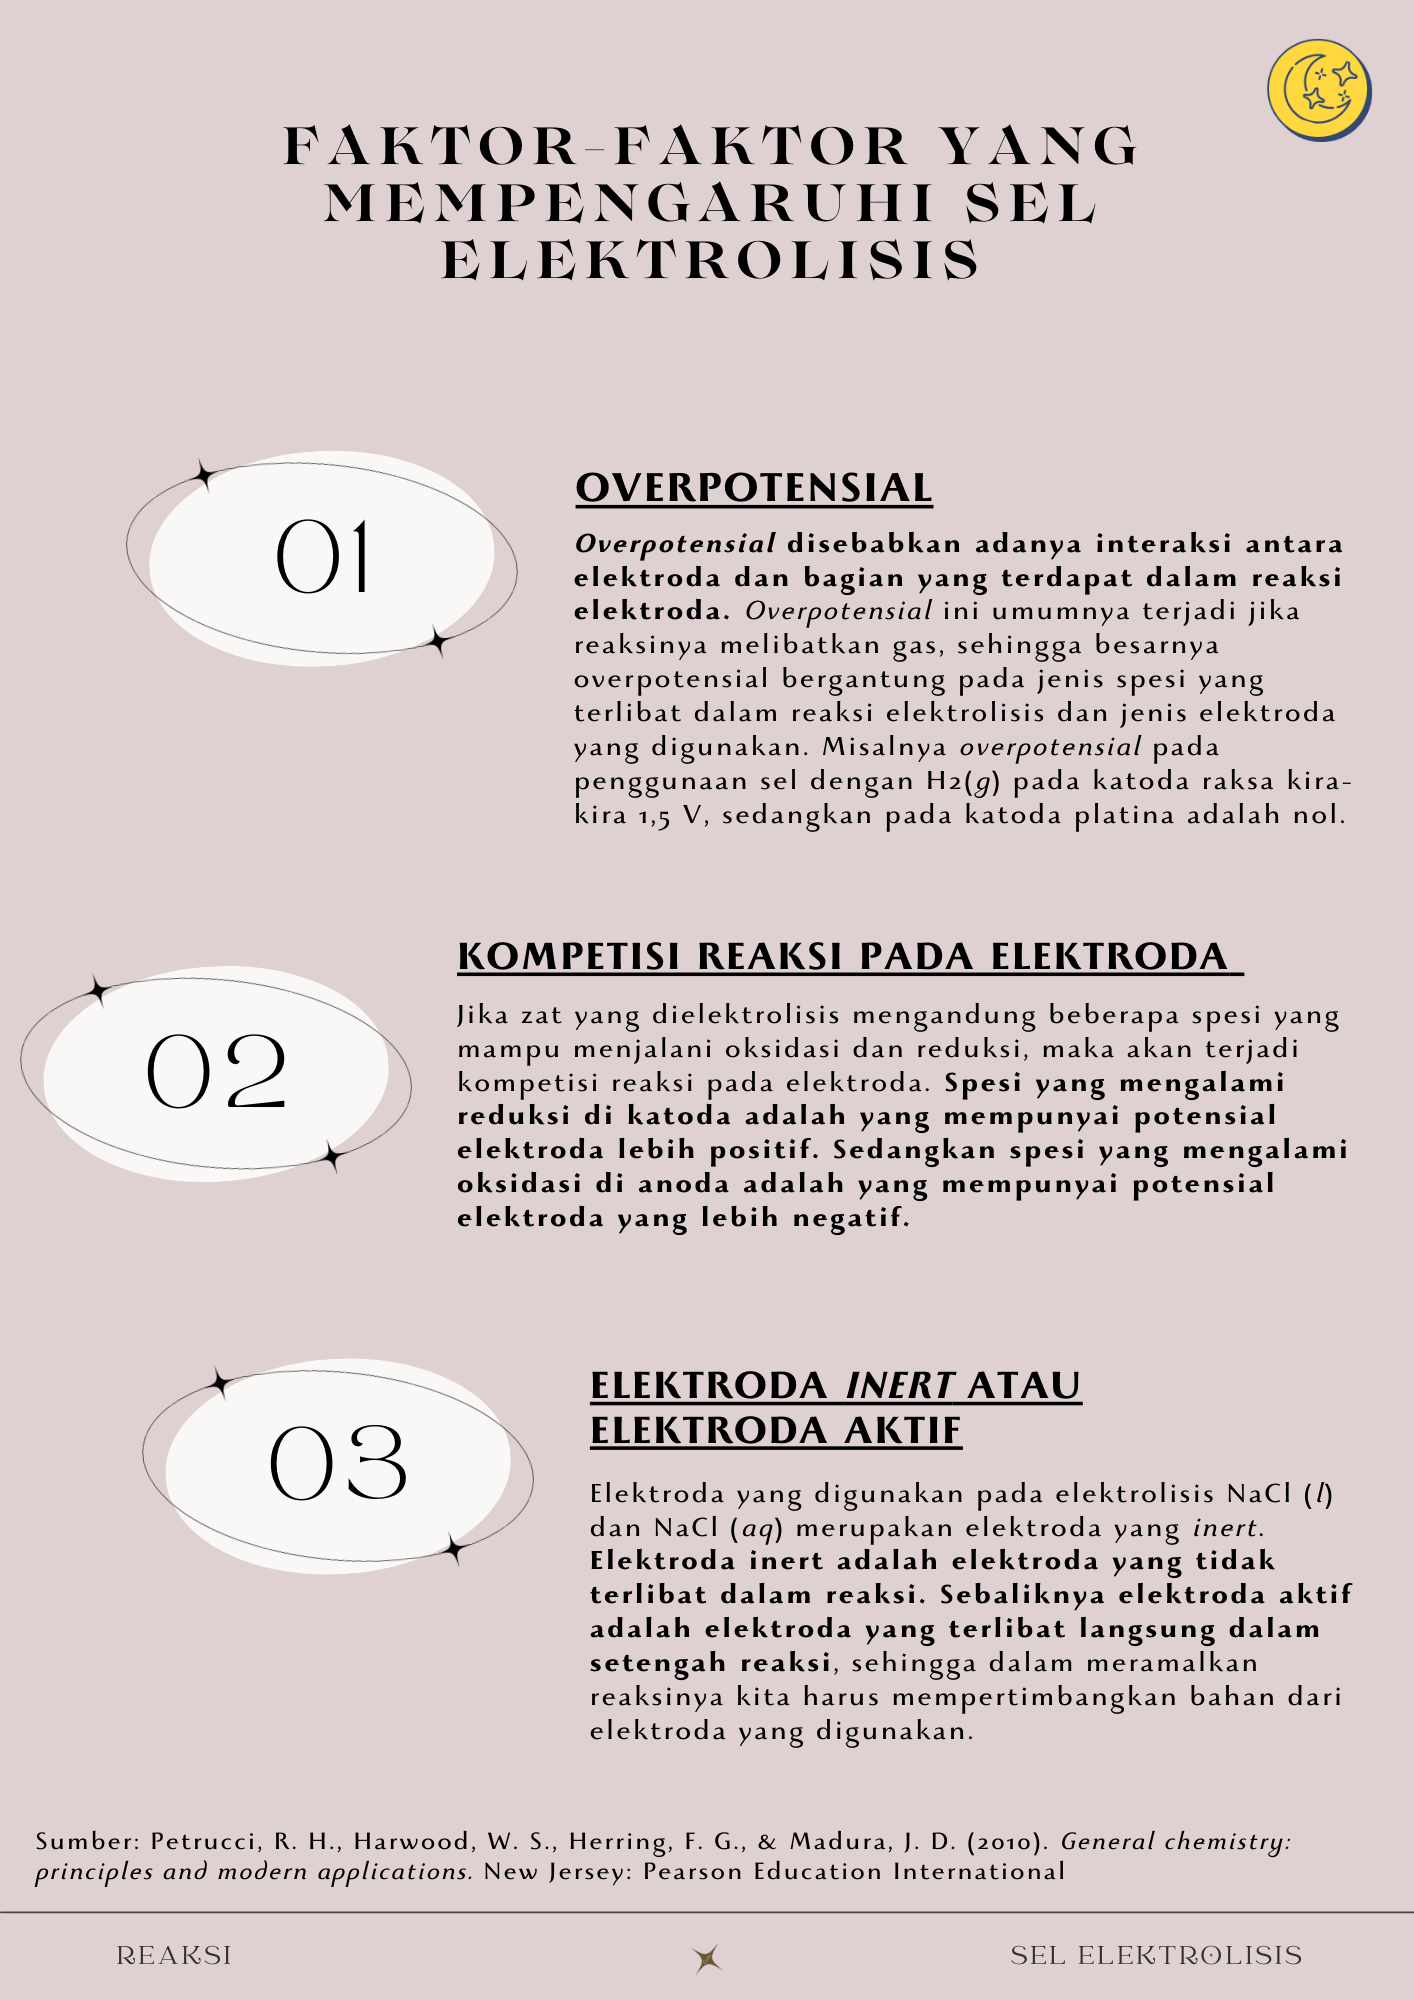 FAKTOR-FAKTOR YANG
MEMPENGARUHI SEL
ELEKTROLISIS
01
OVERPOTENSIAL
Overpotensial disebabkan adanya interaksi antara
elektroda dan bagian yang terdapat dalam reaksi
elektroda. Overpotensial ini umumnya terjadi jika
reaksinya melibatkan gas, sehingga besarnya
overpotensial bergantung pada jenis spesi yang
terlibat dalam reaksi elektrolisis dan jenis elektroda
yang digunakan. Misalnya overpotensial pada
penggunaan sel dengan H2(g) pada katoda raksa kira-
kira 1,5 V, sedangkan pada katoda platina adalah nol.
02
KOMPETISI REAKSI PADA ELEKTRODA
Jika zat yang dielektrolisis mengandung beberapa spesi yang
mampu menjalani oksidasi dan reduksi, maka akan terjadi
kompetisi reaksi pada elektroda. Spesi yang mengalami
reduksi di katoda adalah yang mempunyai potensial
elektroda lebih positif. Sedangkan spesi yang mengalami
oksidasi di anoda adalah yang mempunyai potensial
elektroda yang lebih negatif.
03
ELEKTRODA INERT ATAU
ELEKTRODA AKTIF
Elektroda yang digunakan pada elektrolisis NaCl (l)
dan NaCl (aq) merupakan elektroda yang inert.
Elektroda inert adalah elektroda yang tidak
terlibat dalam reaksi. Sebaliknya elektroda aktif
adalah elektroda yang terlibat langsung dalam
setengah reaksi, sehingga dalam meramalkan
reaksinya kita harus mempertimbangkan bahan dari
elektroda yang digunakan.
Sumber: Petrucci, R. H., Harwood, W. S., Herring, F. G., & Madura, J. D. (2010). General chemistry:
principles and modern applications. New Jersey: Pearson Education International
REAKSI
SEL ELEKTROLISIS